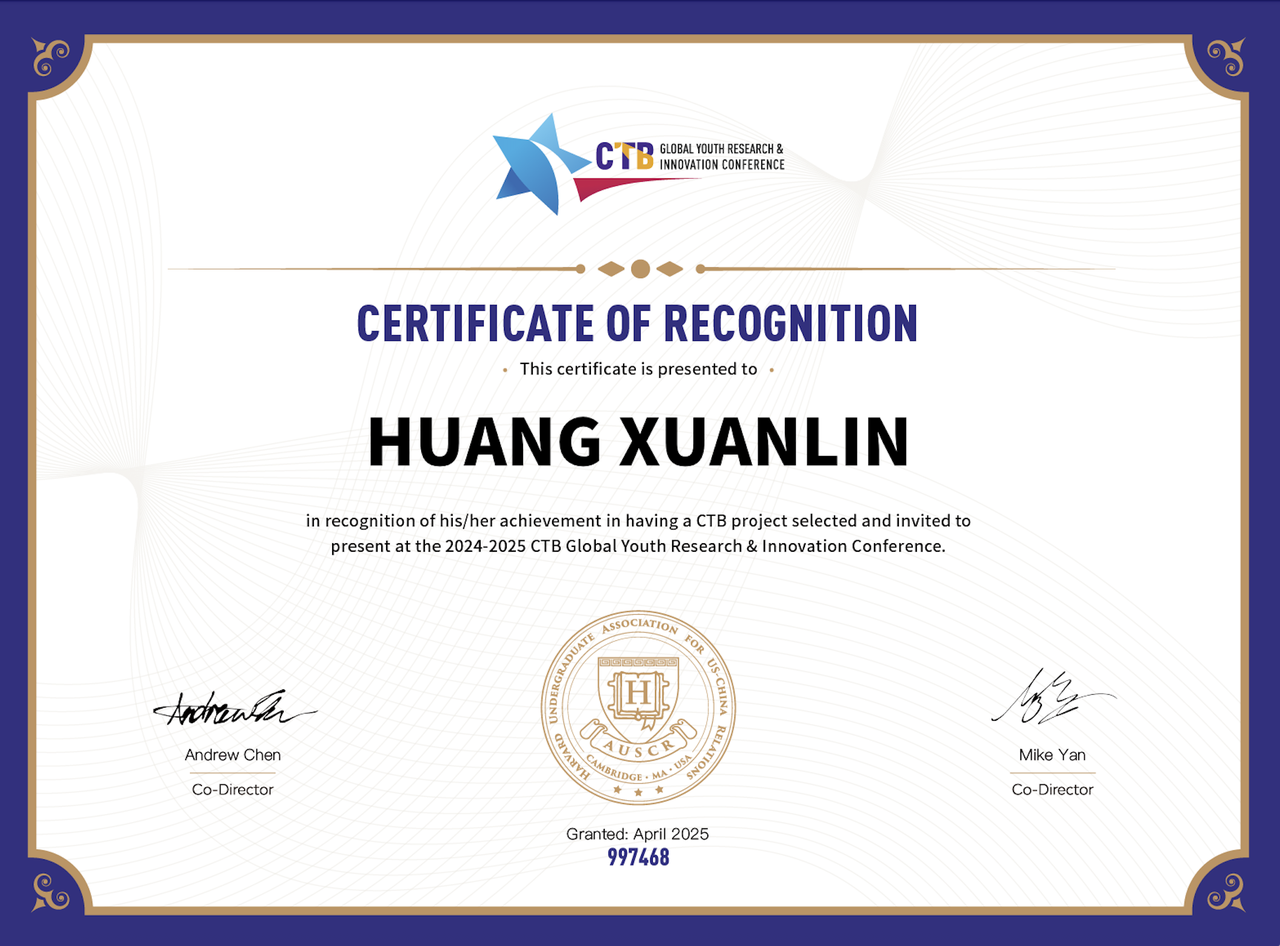 CTB GLOBAL YOUTH RESEARCH &
INNOVATION CONFERENCE
CERTIFICATE OF RECOGNITION
• This certificate is presented to •
HUANG XUANLIN
in recognition of his/her achievement in having a CTB project selected and invited to
present at the 2024-2025 CTB Global Youth Research & Innovation Conference.
HARVARD UNDERGRADUATE ASSOCIATION FOR US-CHINA RELATIONS
H
AUSCR
CAMBRIDGE • MA • USA
Andrew Chen
Andrew Chen
Co-Director
Mike Yan
Co-Director
Granted: April 2025
997468